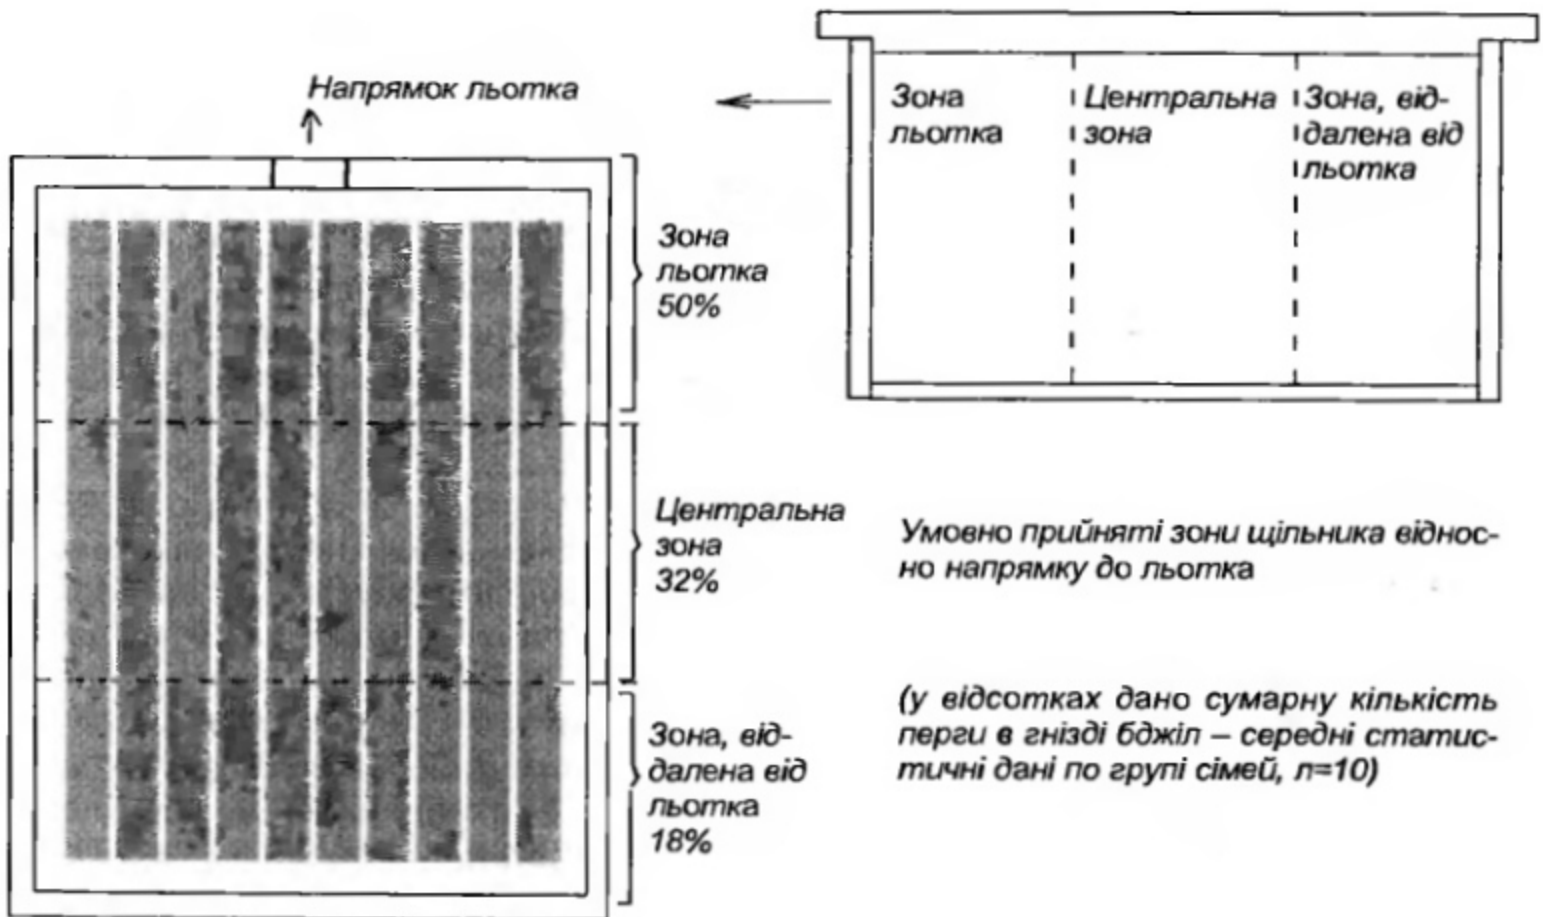 Напрямок льотка
Зона
льотка
50%
Центральна
зона
32%
Зона, від-
далена від
льотка
18%
Зона
льотка
Центральна
зона
Зона, від-
далена від
льотка
Умовно прийняті зони щільника віднос-
но напрямку до льотка
(у відсотках дано сумарну кількість
перги в гнізді бджіл – середні статис-
тичні дані по групі сімей, п=10)